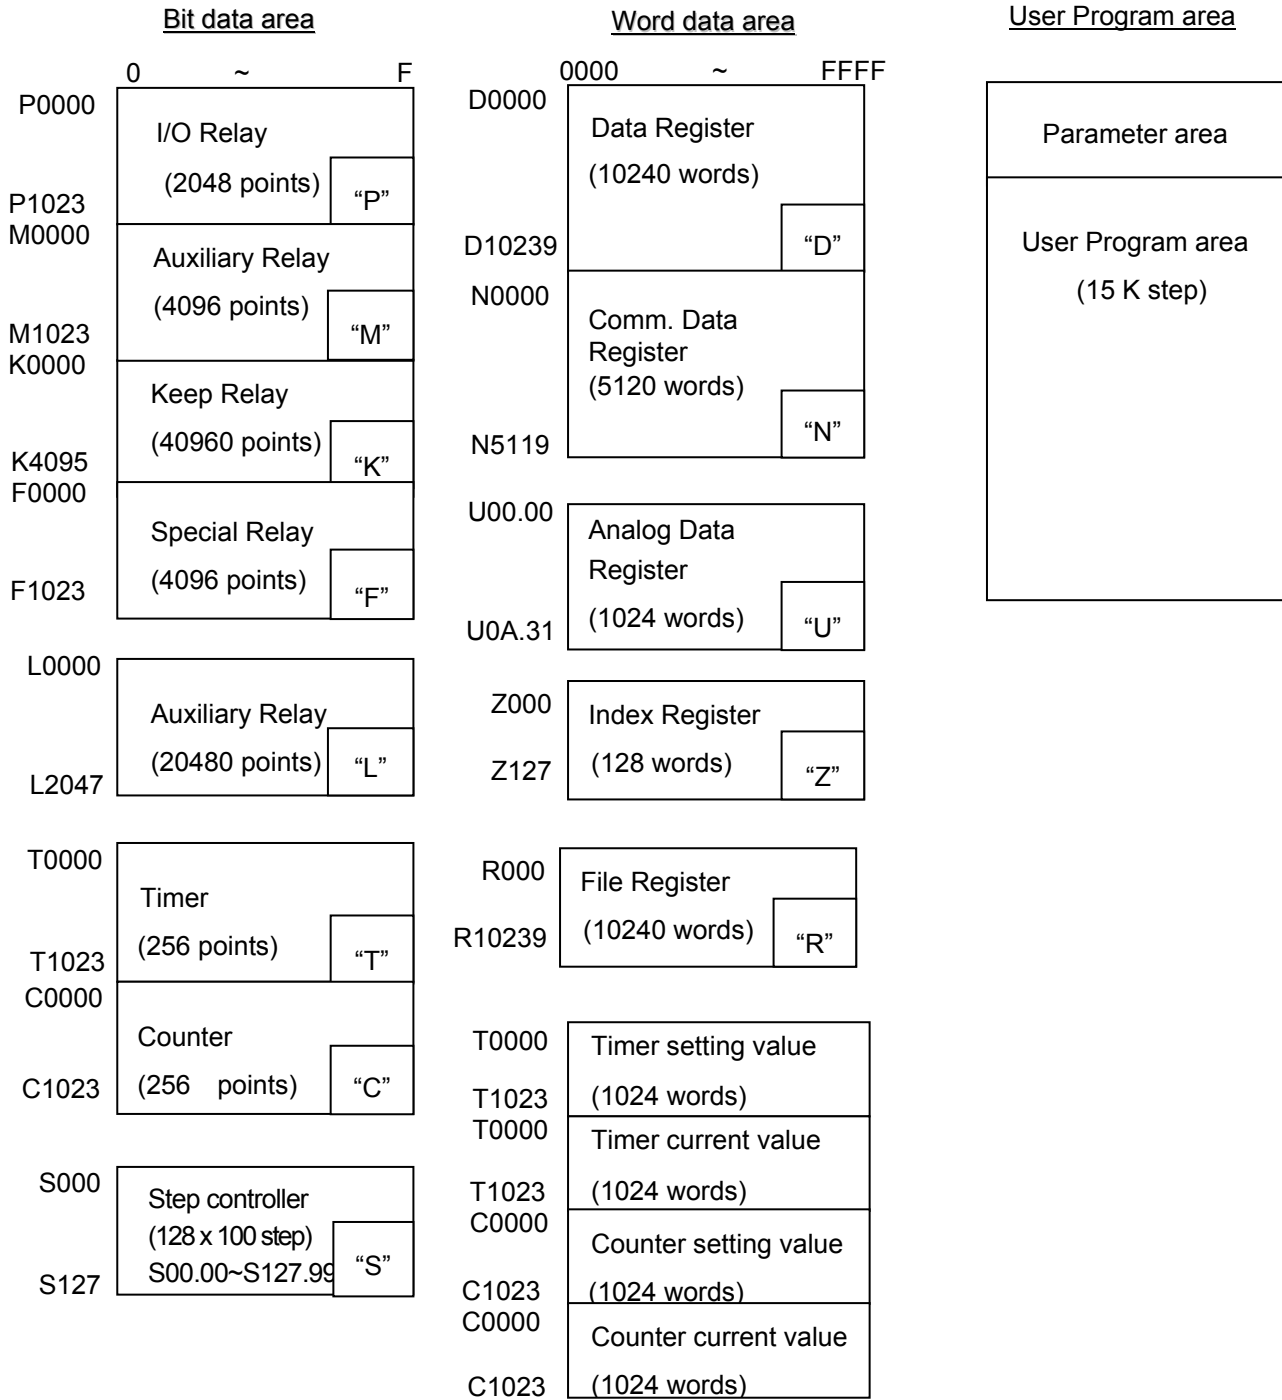 Bit data area
0 ~ F
P0000
I/O Relay
(2048 points)
"P"
P1023
M0000
Auxiliary Relay
(4096 points)
"M"
M1023
K0000
Keep Relay
(40960 points)
"K"
K4095
F0000
Special Relay
(4096 points)
"F"
F1023
L0000
Auxiliary Relay
(20480 points)
"L"
L2047
T0000
Timer
(256 points)
"T"
T1023
C0000
Counter
(256 points)
"C"
C1023
S000
Step controller
(128 x 100 step)
S00.00~S127.99
"S"
S127
Word data area
0000 ~ FFFF
D0000
Data Register
(10240 words)
"D"
D10239
N0000
Comm. Data
Register
(5120 words)
"N"
N5119
U00.00
Analog Data
Register
(1024 words)
"U"
U0A.31
Z000
Index Register
(128 words)
"Z"
Z127
R000
File Register
(10240 words)
"R"
R10239
T0000
Timer setting value
(1024 words)
T1023
T0000
Timer current value
(1024 words)
T1023
C0000
Counter setting value
(1024 words)
C1023
C0000
Counter current value
(1024 words)
C1023
User Program area
Parameter area
User Program area
(15 K step)